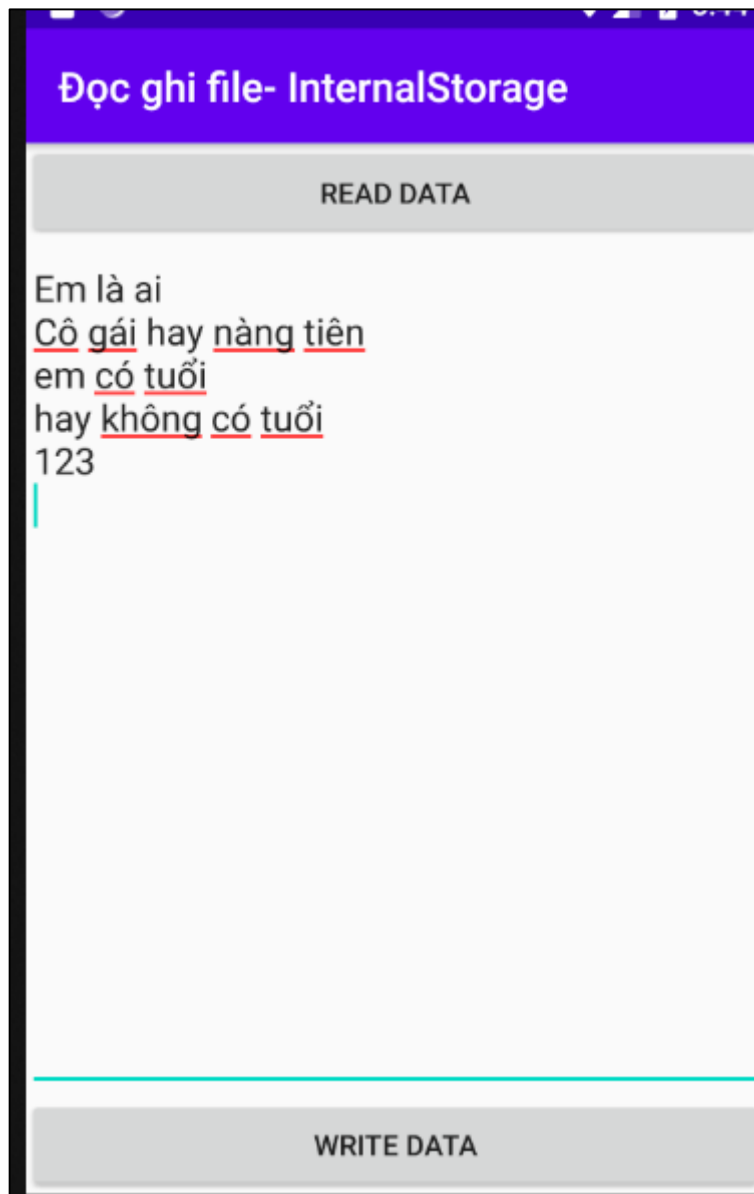 Đọc ghi file- InternalStorage
READ DATA
Em là ai
Cô gái hay nàng tiên
em có tuổi
hay không có tuổi
123
WRITE DATA